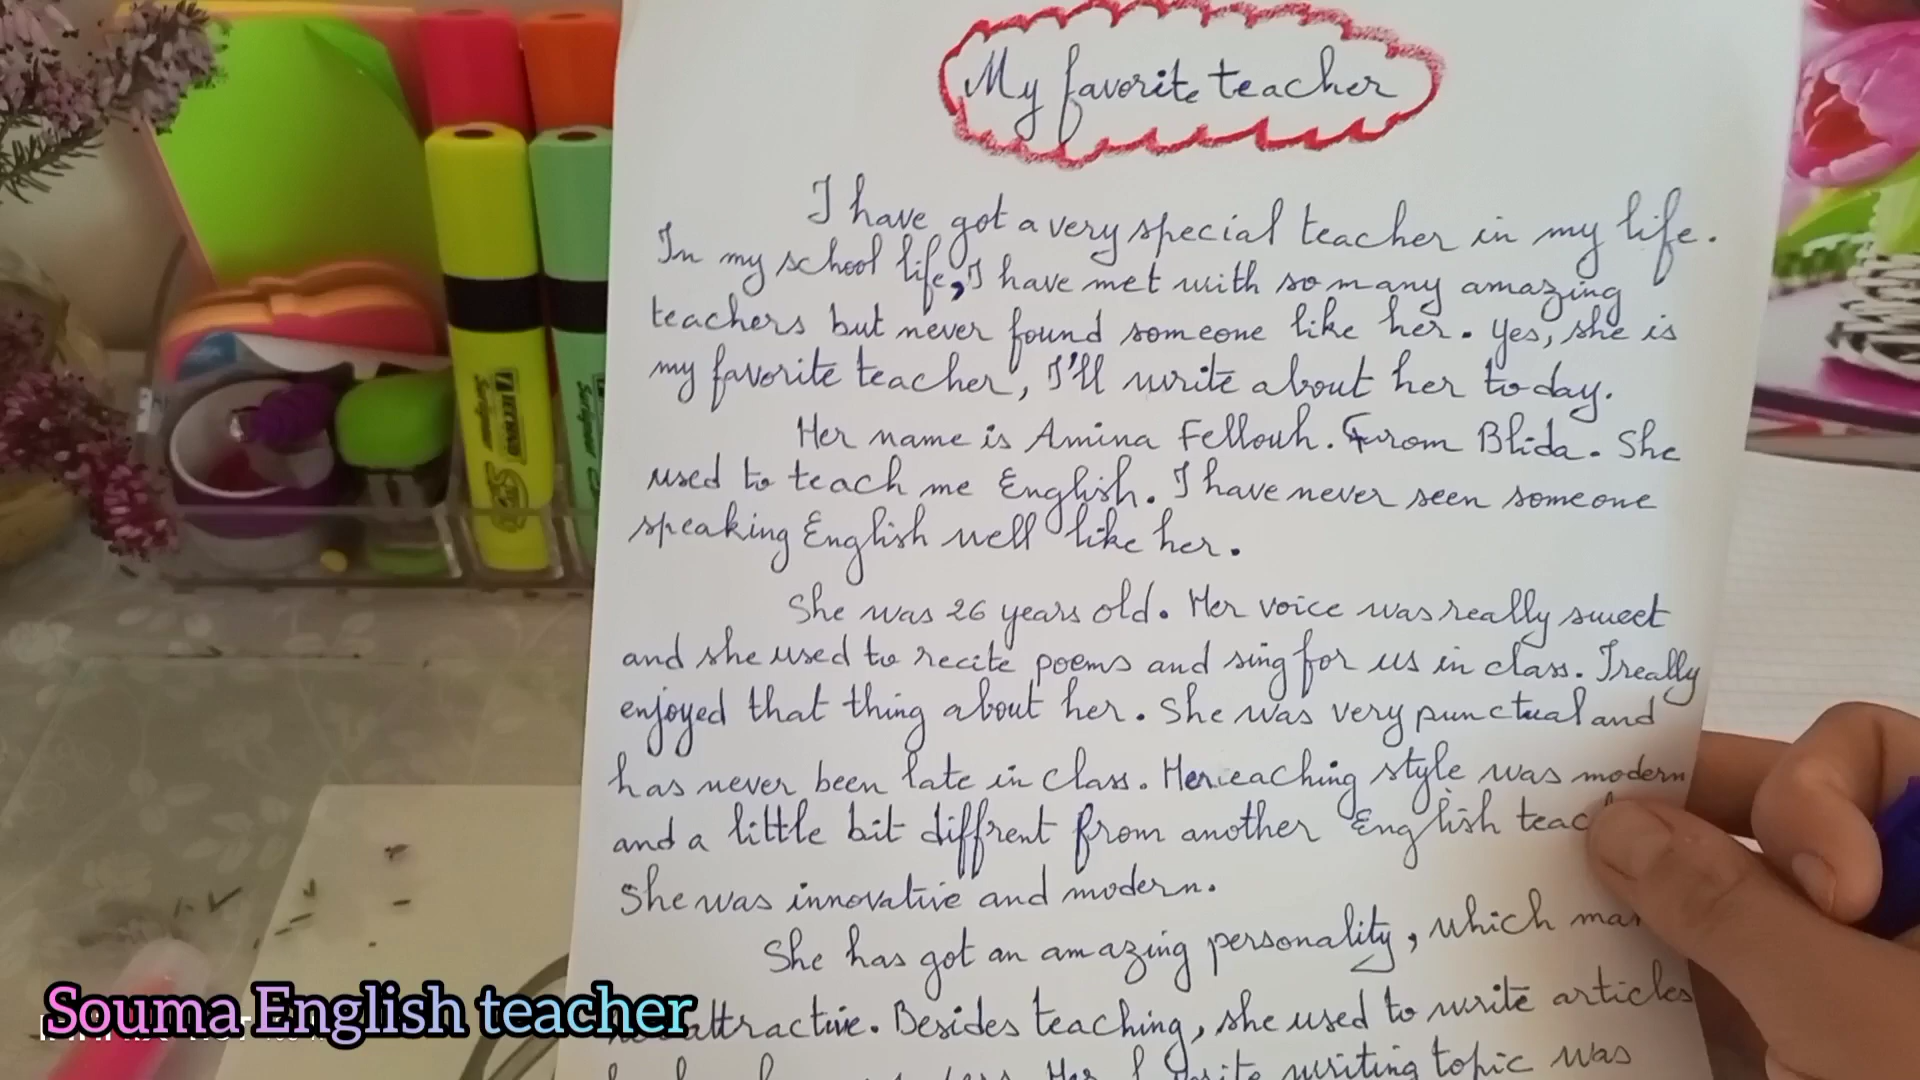 My favorite teacher
I have got a very special teacher in my life.
In my school life, I have met with so many amazing
teachers but never found someone like her. Yes, she is
my favorite teacher, I'll write about her today.
Her name is Amina Fellouh. From Blida. She
used to teach me English. I have never seen someone
speaking English well like her.
She was 26 years old. Her voice was really sweet
and she used to recite poems and sing for us in class. I really
enjoyed that thing about her. She was very punctual and
has never been late in class. Her teaching style was modern
and a little bit diffrent from another English teac
She was innovative and modern.
She has got an amazing personality, which
attractive. Besides teaching, she used to write articles
writing topic was
Souma English teacher